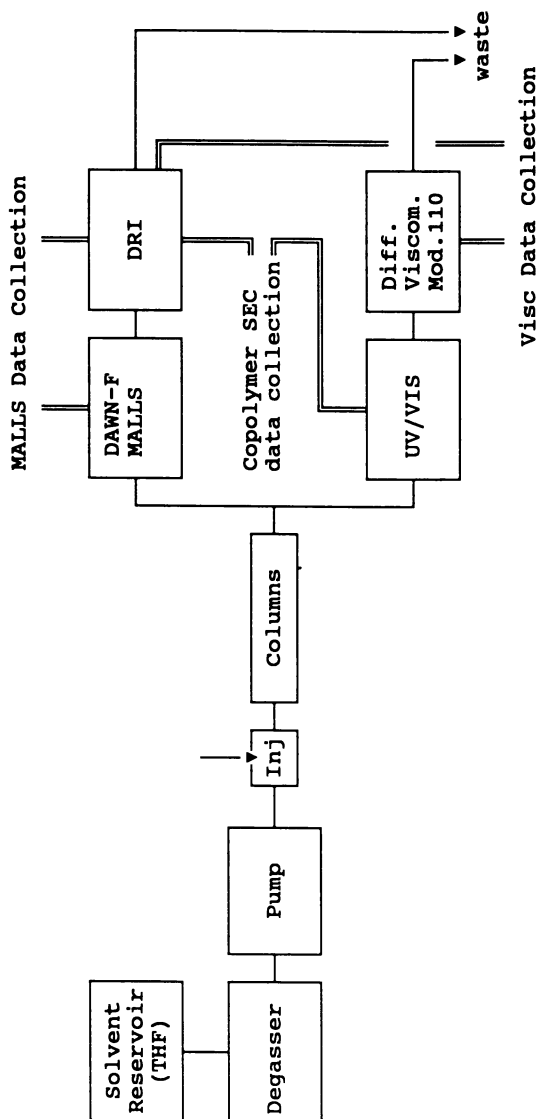 Solvent
Reservoir
(THF)
Degasser
Pump
Inj
Columns
MALLS Data Collection
DAWN-F
MALLS
DRI
Copolymer SEC
data collection
UV/VIS
Diff.
Viscom.
Mod.110
Visc Data Collection
waste